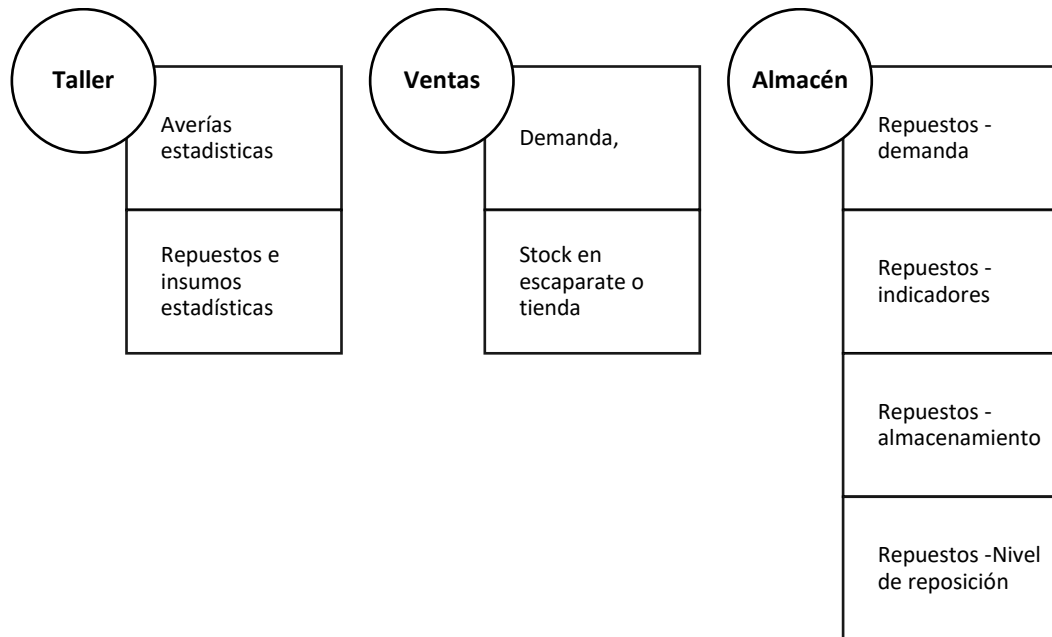 Taller
Averías
estadisticas
Repuestos e
insumos
estadísticas
Ventas
Demanda,
Stock en
escaparate o
tienda
Almacén
Repuestos -
demanda
Repuestos -
indicadores
Repuestos -
almacenamiento
Repuestos -Nivel
de reposición